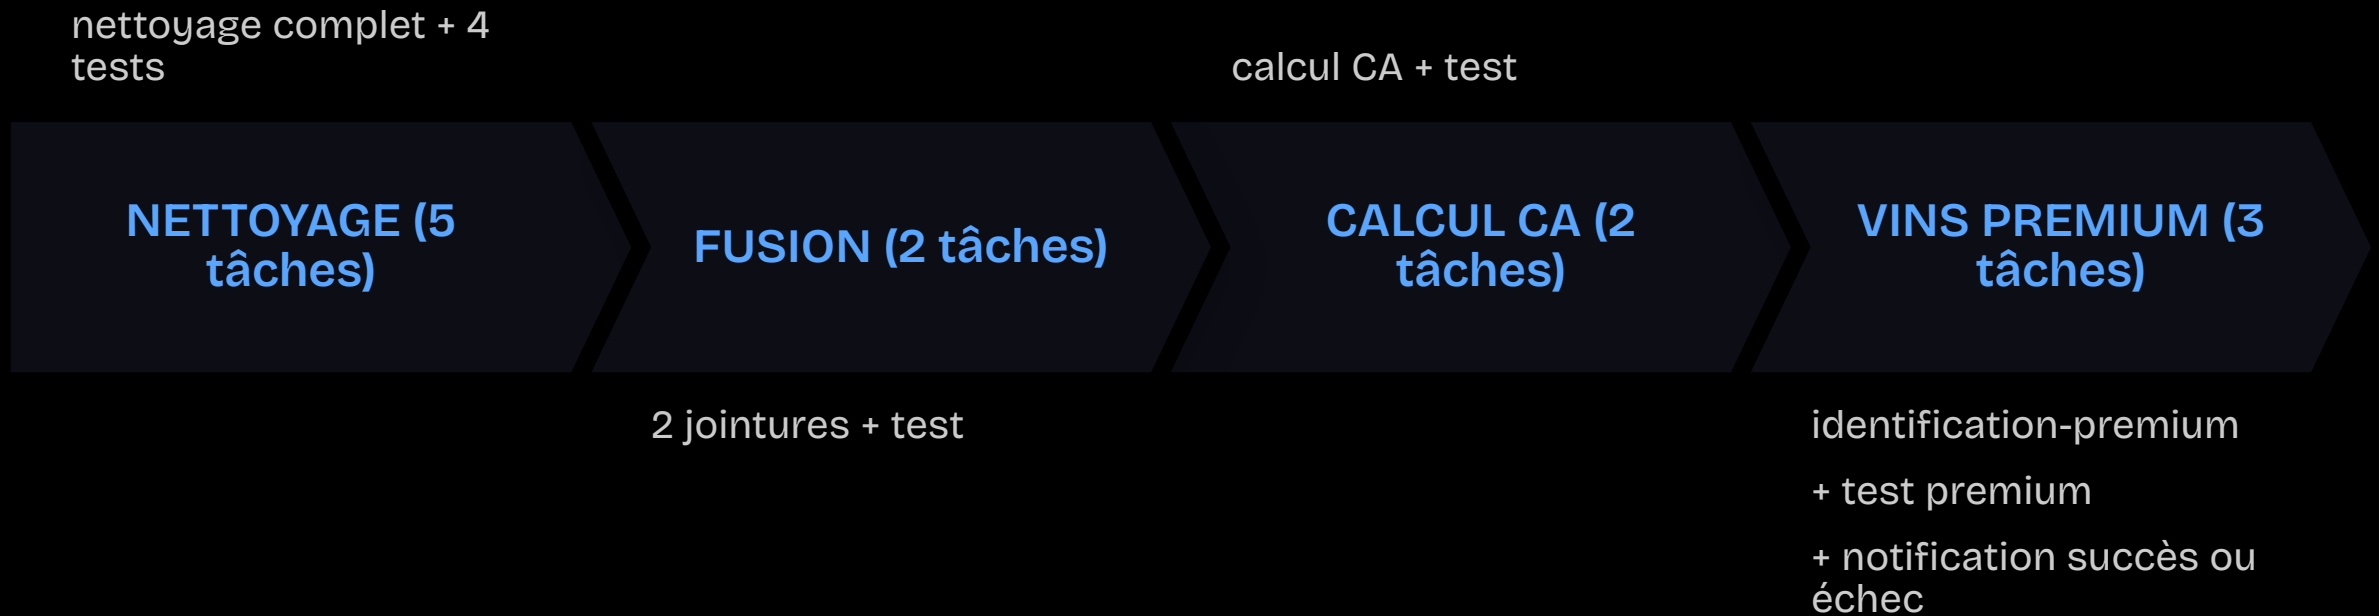 nettoyage complet + 4
tests
calcul CA + test
NETTOYAGE (5
tâches)
FUSION (2 tâches)
CALCUL CA (2
tâches)
VINS PREMIUM (3
tâches)
2 jointures + test
identification-premium
+ test premium
+ notification succès ou
échec